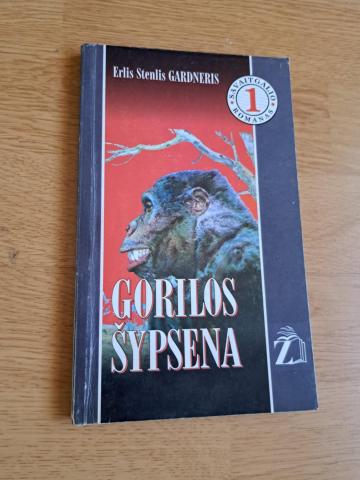 Erlis Stenlis GARDNERIS
SAVAITGALIO
1
ROMANAS
GORILOS
ŠYPSENA
Z